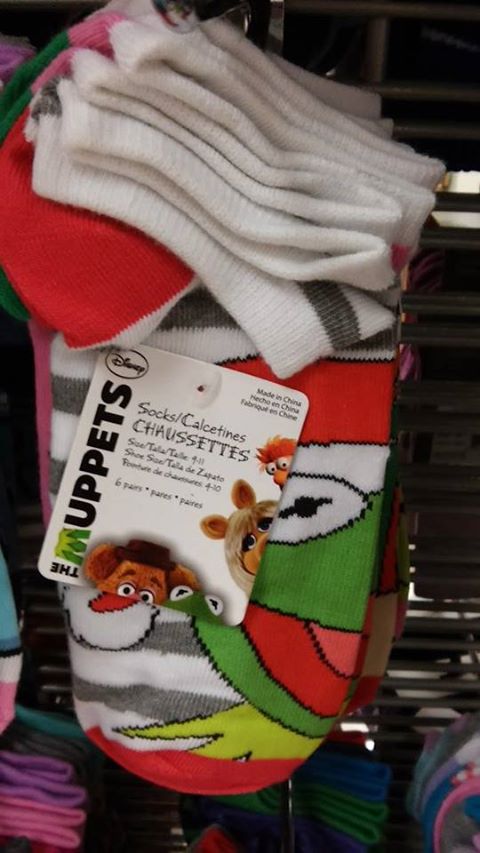 Disney
THE MUPPETS
Socks/Calcetines
CHAUSSETTES
Size/Talla/Taille: 9-11
Shoe Size/Talla de Zapato
Pointure de chaussures: 4-10
6 pairs * pares * paires
Made in China
Hecho en China
Fabriqué en Chine